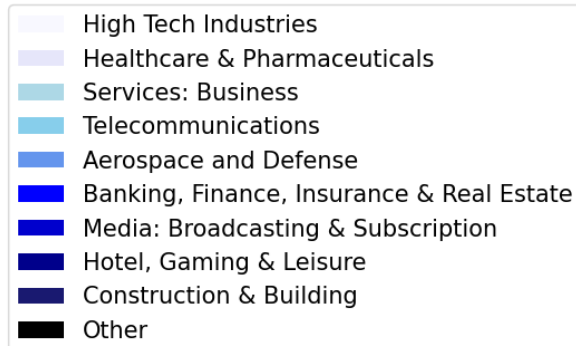 High Tech Industries
Healthcare & Pharmaceuticals
Services: Business
Telecommunications
Aerospace and Defense
Banking, Finance, Insurance & Real Estate
Media: Broadcasting & Subscription
Hotel, Gaming & Leisure
Construction & Building
Other